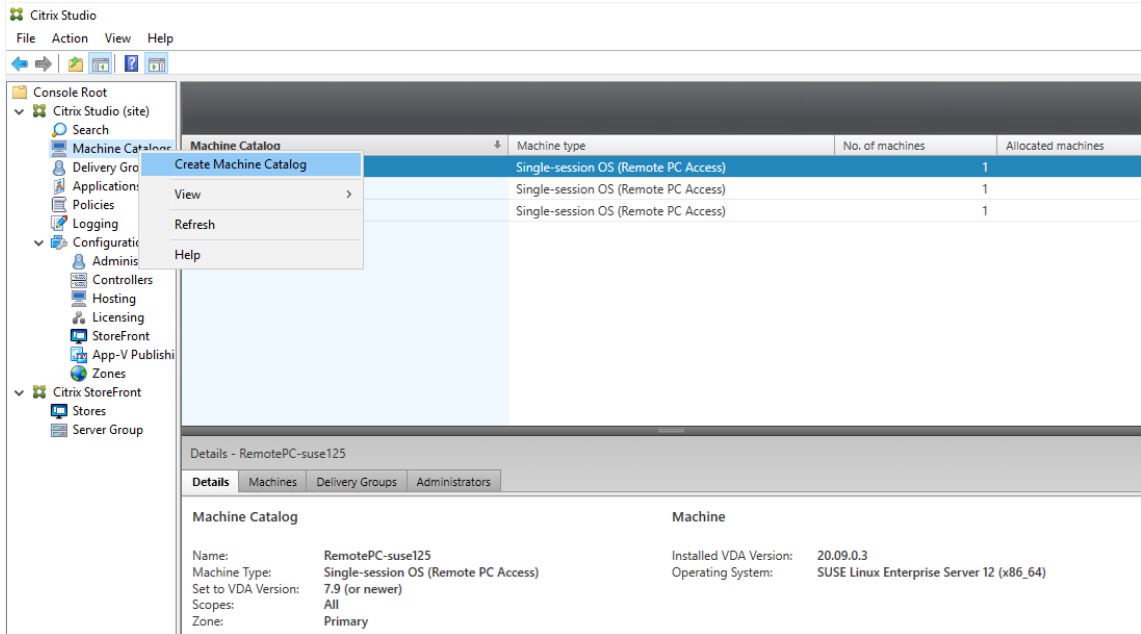 Citrix Studio
File Action View Help
Console Root
Citrix Studio (site)
Search
Machine Catalogs
Delivery Gro
Applications
Policies
Logging
Configuratio
Adminis
Controllers
Hosting
Licensing
StoreFront
App-V Publishi
Zones
Citrix StoreFront
Stores
Server Group
Create Machine Catalog
View
Refresh
Help
Machine Catalog Machine type No. of machines Allocated machines
Single-session OS (Remote PC Access) 1
Single-session OS (Remote PC Access) 1
Single-session OS (Remote PC Access) 1
Details - RemotePC-suse125
Details Machines Delivery Groups Administrators
Machine Catalog
Name: RemotePC-suse125
Machine Type: Single-session OS (Remote PC Access)
Set to VDA Version: 7.9 (or newer)
Scopes: All
Zone: Primary
Machine
Installed VDA Version: 20.09.0.3
Operating System: SUSE Linux Enterprise Server 12 (x86_64)